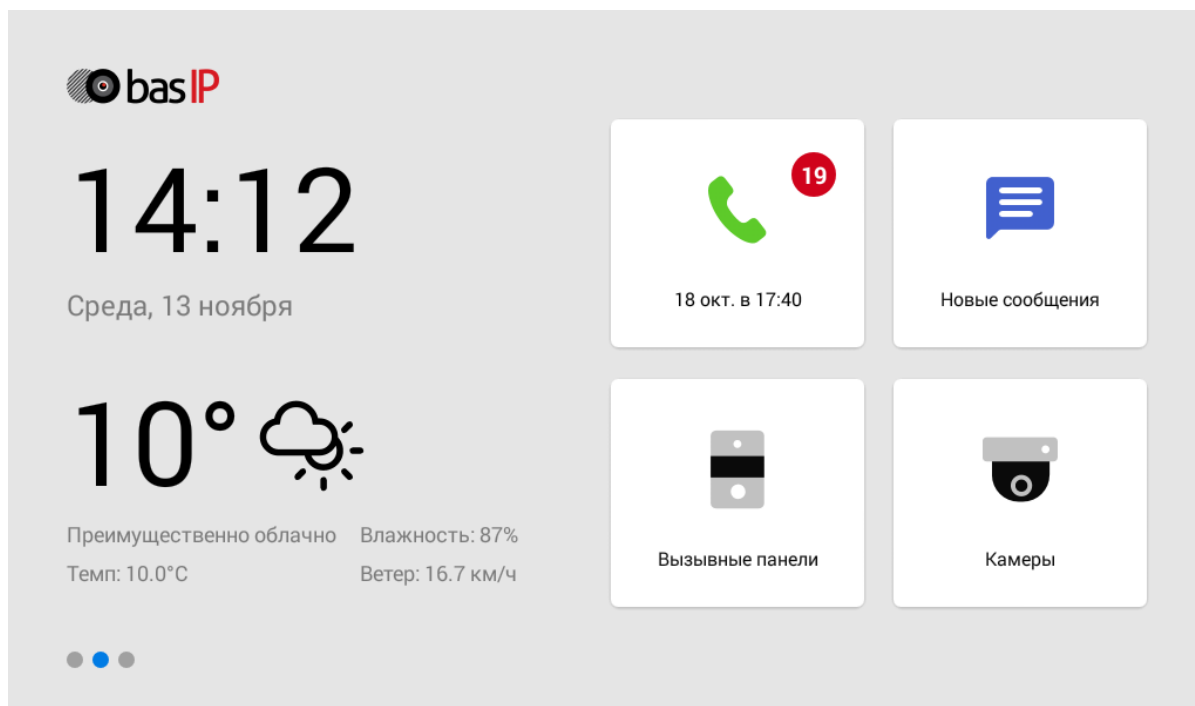 bas IP
14:12
Среда, 13 ноября
10°
Преимущественно облачно Влажность: 87%
Темп: 10.0°C Ветер: 16.7 км/ч
19
18 окт. в 17:40
Новые сообщения
Вызывные панели
Камеры